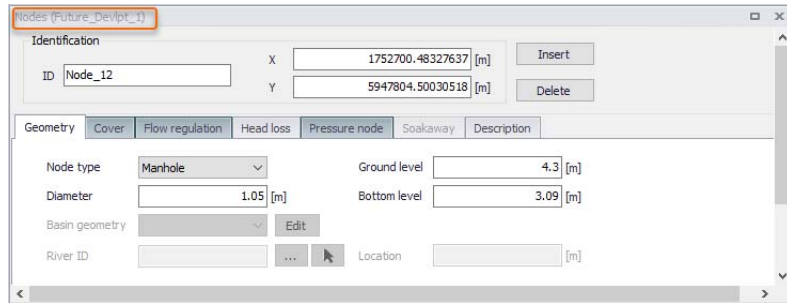 Nodes (Future_Devlpt_1)
Identification
ID Node_12
X 1752700.48327637 [m]
Y 5947804.50030518 [m]
Insert
Delete
Geometry Cover Flow regulation Head loss Pressure node Soakaway Description
Node type Manhole Ground level 4.3 [m]
Diameter 1.05 [m] Bottom level 3.09 [m]
Basin geometry Edit
River ID ... Location [m]